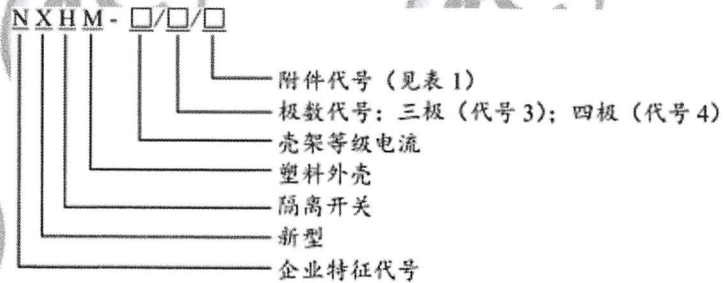 NXHM-□/□/□
附件代号（见表 1）
极数代号：三极（代号 3）；四极（代号 4）
壳架等级电流
塑料外壳
隔离开关
新型
企业特征代号